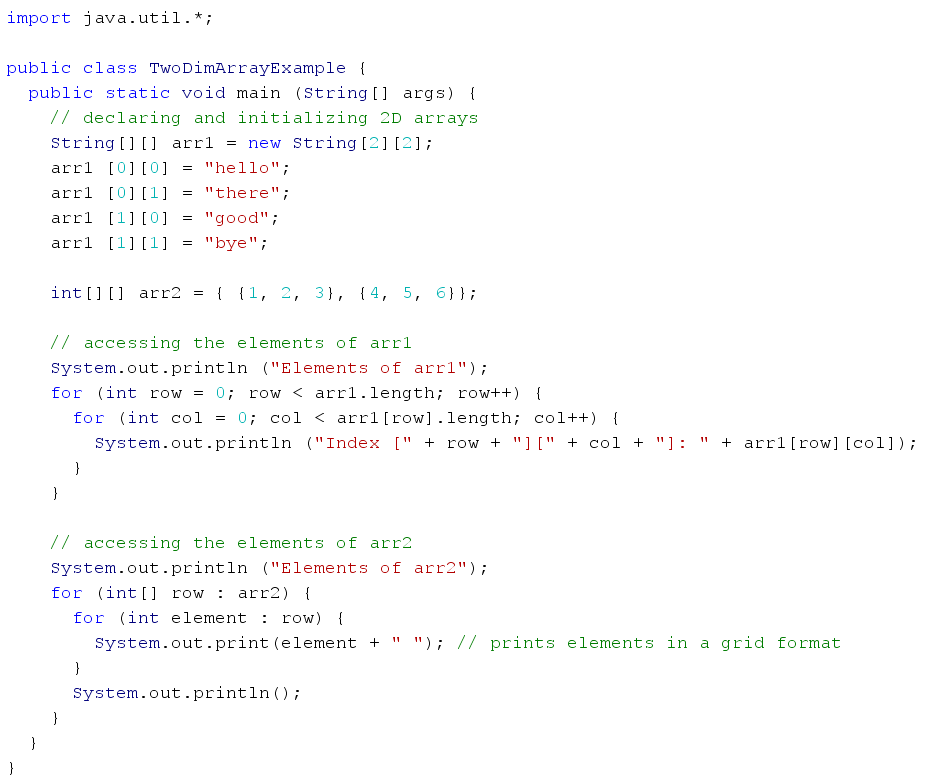 import java.util.*;

public class TwoDimArrayExample {
  public static void main (String[] args) {
    // declaring and initializing 2D arrays
    String[][] arr1 = new String[2][2];
    arr1 [0][0] = "hello";
    arr1 [0][1] = "there";
    arr1 [1][0] = "good";
    arr1 [1][1] = "bye";

    int[][] arr2 = { {1, 2, 3}, {4, 5, 6}};

    // accessing the elements of arr1
    System.out.println ("Elements of arr1");
    for (int row = 0; row < arr1.length; row++) {
      for (int col = 0; col < arr1[row].length; col++) {
        System.out.println ("Index [" + row + "][" + col + "]: " + arr1[row][col]);
      }
    }

    // accessing the elements of arr2
    System.out.println ("Elements of arr2");
    for (int[] row : arr2) {
      for (int element : row) {
        System.out.print(element + " "); // prints elements in a grid format
      }
      System.out.println();
    }
  }
}